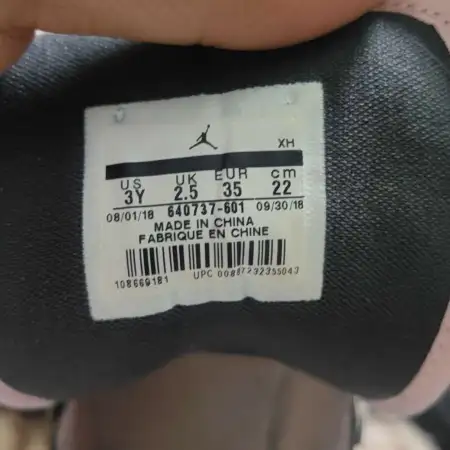 XH
US UK EUR cm
3Y 2.5 35 22
08/01/18 640737-601 09/30/18
MADE IN CHINA
FABRIQUE EN CHINE
108669181 UPC